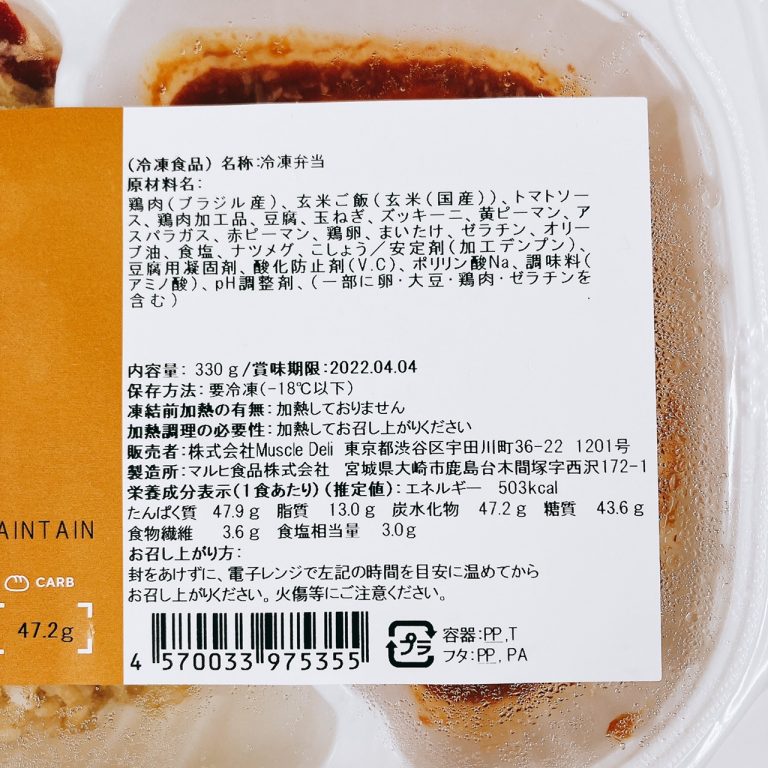 (冷凍食品) 名称:冷凍弁当
原材料名:
鶏肉(ブラジル産)、玄米ご飯(玄米(国産))、トマトソー
ス、鶏肉加工品、豆腐、玉ねぎ、ズッキーニ、黄ピーマン、ア
スパラガス、赤ピーマン、鶏卵、まいたけ、ゼラチン、オリー
ブ油、食塩、ナツメグ、こしょう/安定剤(加工デンプン)、
豆腐用凝固剤、酸化防止剤(V.C)、ポリリン酸Na、調味料(
アミノ酸)、pH調整剤、(一部に卵・大豆・鶏肉・ゼラチンを
含む)
内容量: 330g/賞味期限:2022.04.04
保存方法:要冷凍(-18℃以下)
凍結前加熱の有無:加熱しておりません
加熱調理の必要性:加熱してお召し上がりください
販売者:株式会社Muscle Deli 東京都渋谷区宇田川町36-22 1201号
製造所:マルヒ食品株式会社 宮城県大崎市鹿島台木間塚字西沢172-1
栄養成分表示(1食あたり)(推定値):エネルギー 503kcal
たんぱく質 47.9g 脂質 13.0g 炭水化物 47.2g 糖質 43.6g
食物繊維 3.6g 食塩相当量 3.0g
お召し上がり方:
封をあけずに、電子レンジで左記の時間を目安に温めてから
お召し上がりください。火傷等にご注意ください。
4 570033 975355
プラ
容器:PP,T
フタ:PP, PA
AINTAIN
CARB
47.2g